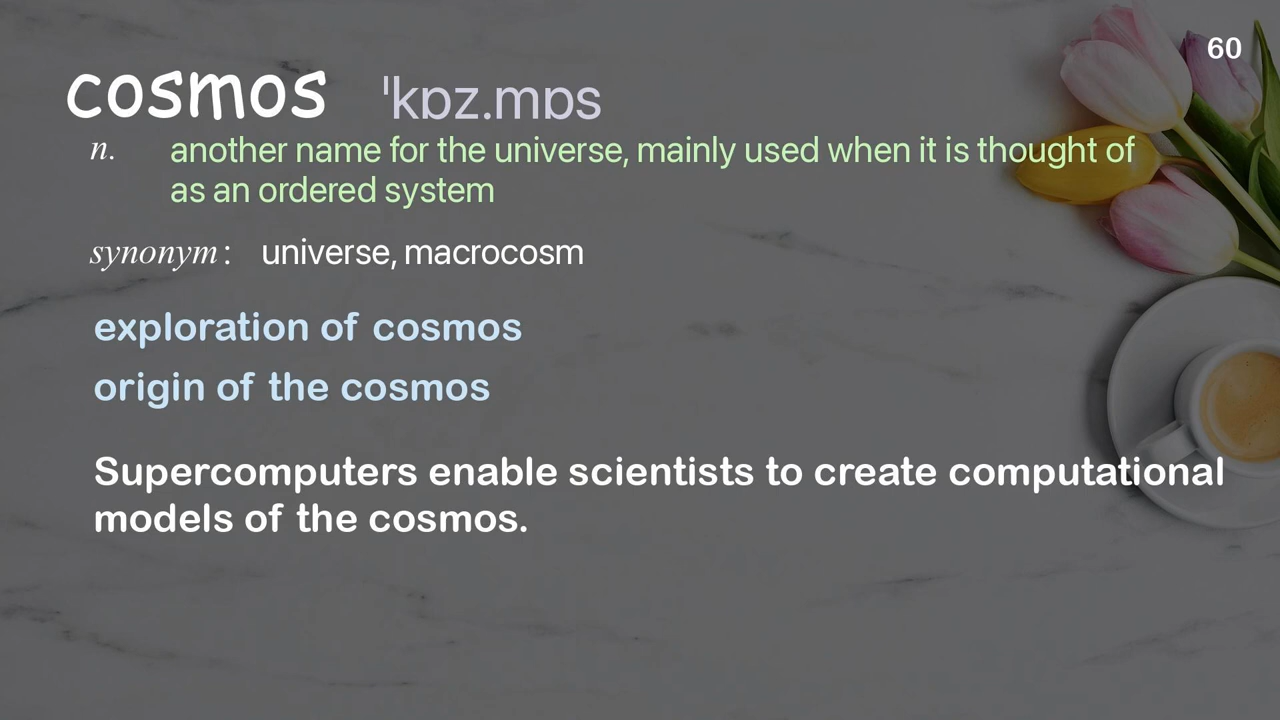 60
cosmos ˈkɒz.mɒs
n. another name for the universe, mainly used when it is thought of
as an ordered system
synonym: universe, macrocosm
exploration of cosmos
origin of the cosmos
Supercomputers enable scientists to create computational
models of the cosmos.